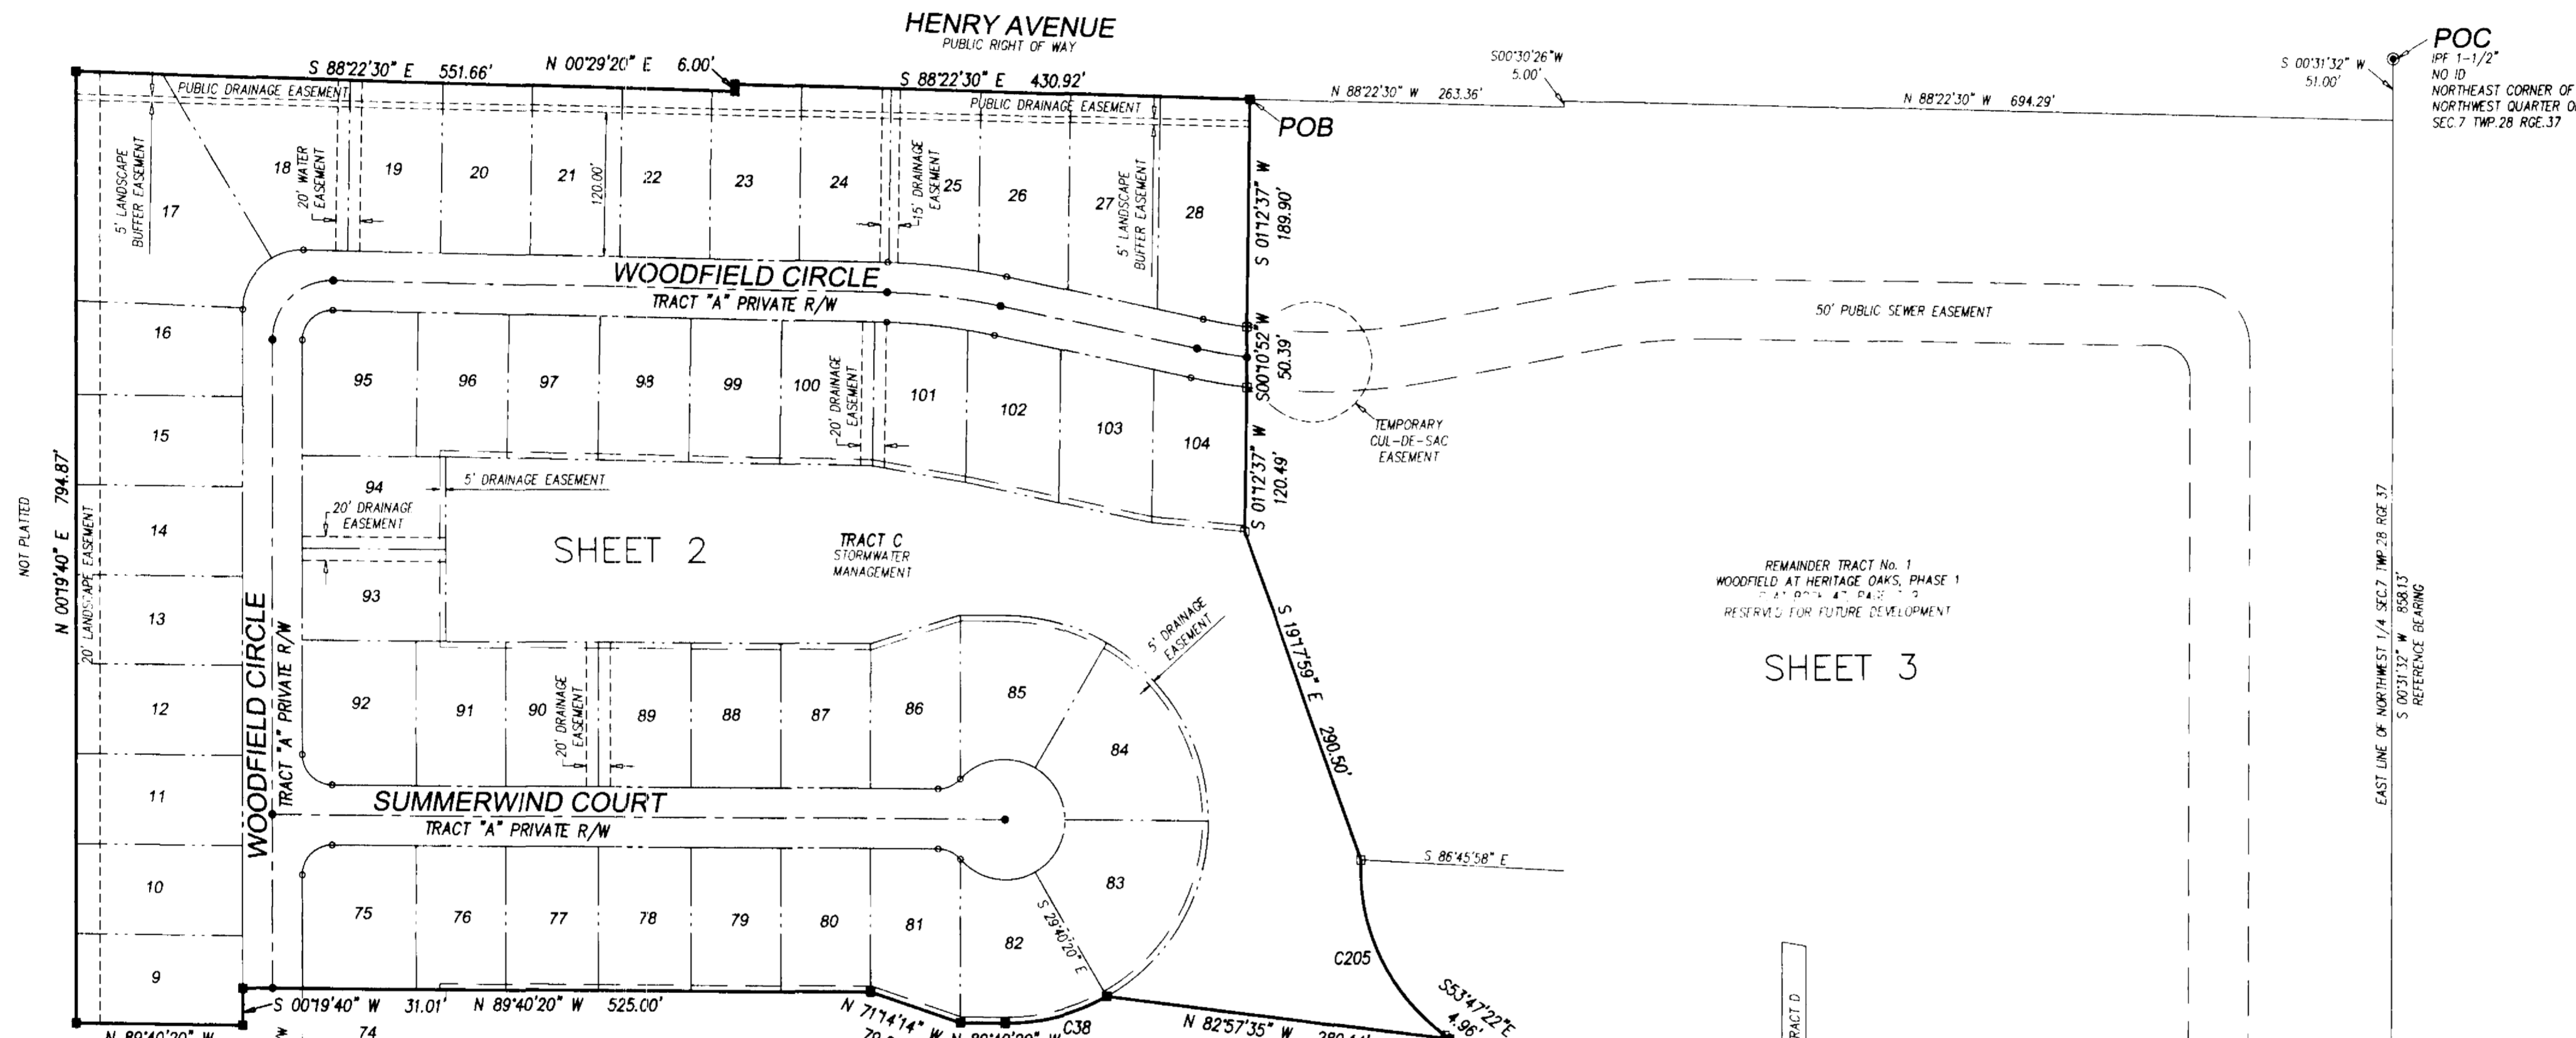 HENRY AVENUE
PUBLIC RIGHT OF WAY
S 88°22'30" E 551.66'
N 00°29'20" E 6.00'
S 88°22'30" E 430.92'
S00°30'26"W
5.00'
S 00°31'32" W
51.00'
POC
IPF 1-1/2"
NO ID
NORTHEAST CORNER OF
NORTHWEST QUARTER
SEC.7 TWP.28 RGE.37
N 88°22'30" W 263.36'
N 88°22'30" W 694.29'
POB
PUBLIC DRAINAGE EASEMENT
PUBLIC DRAINAGE EASEMENT
5' LANDSCAPE
BUFFER EASEMENT
17
18
20' WATER
EASEMENT
19
20
21
120.00'
22
23
24
15' DRAINAGE
EASEMENT
25
26
27
5' LANDSCAPE
BUFFER EASEMENT
28
S 01°12'37" W
189.90'
WOODFIELD CIRCLE
TRACT "A" PRIVATE R/W
S00°10'52" W
50.39'
50' PUBLIC SEWER EASEMENT
16
95
96
97
98
99
100
20' DRAINAGE
EASEMENT
101
102
103
104
TEMPORARY
CUL-DE-SAC
EASEMENT
S 01°12'37" W
120.49'
15
94
5' DRAINAGE EASEMENT
20' DRAINAGE
EASEMENT
NOT PLATTED
N 00°19'40" E 794.87'
20' LANDSCAPE EASEMENT
14
SHEET 2
TRACT C
STORMWATER
MANAGEMENT
93
13
REMAINDER TRACT No. 1
WOODFIELD AT HERITAGE OAKS, PHASE 1
RESERVED FOR FUTURE DEVELOPMENT
SHEET 3
EAST LINE OF NORTHWEST 1/4 SEC.7 TWP.28 RGE.37
S 00°31'32" W 858.13'
REFERENCE BEARING
WOODFIELD CIRCLE
TRACT "A" PRIVATE R/W
5' DRAINAGE
EASEMENT
S 19°17'59" E 290.50'
12
92
91
90
20' DRAINAGE
EASEMENT
89
88
87
86
85
84
11
SUMMERWIND COURT
TRACT "A" PRIVATE R/W
S 86°45'58" E
10
75
76
77
78
79
80
81
82
83
S 29°40'20" E
C205
9
S 00°19'40" W 31.01'
N 89°40'20" W 525.00'
N 71°14'14" W
C38
N 82°57'35" W
S53°47'22"E
4.96'
N 89°40'20" W
74